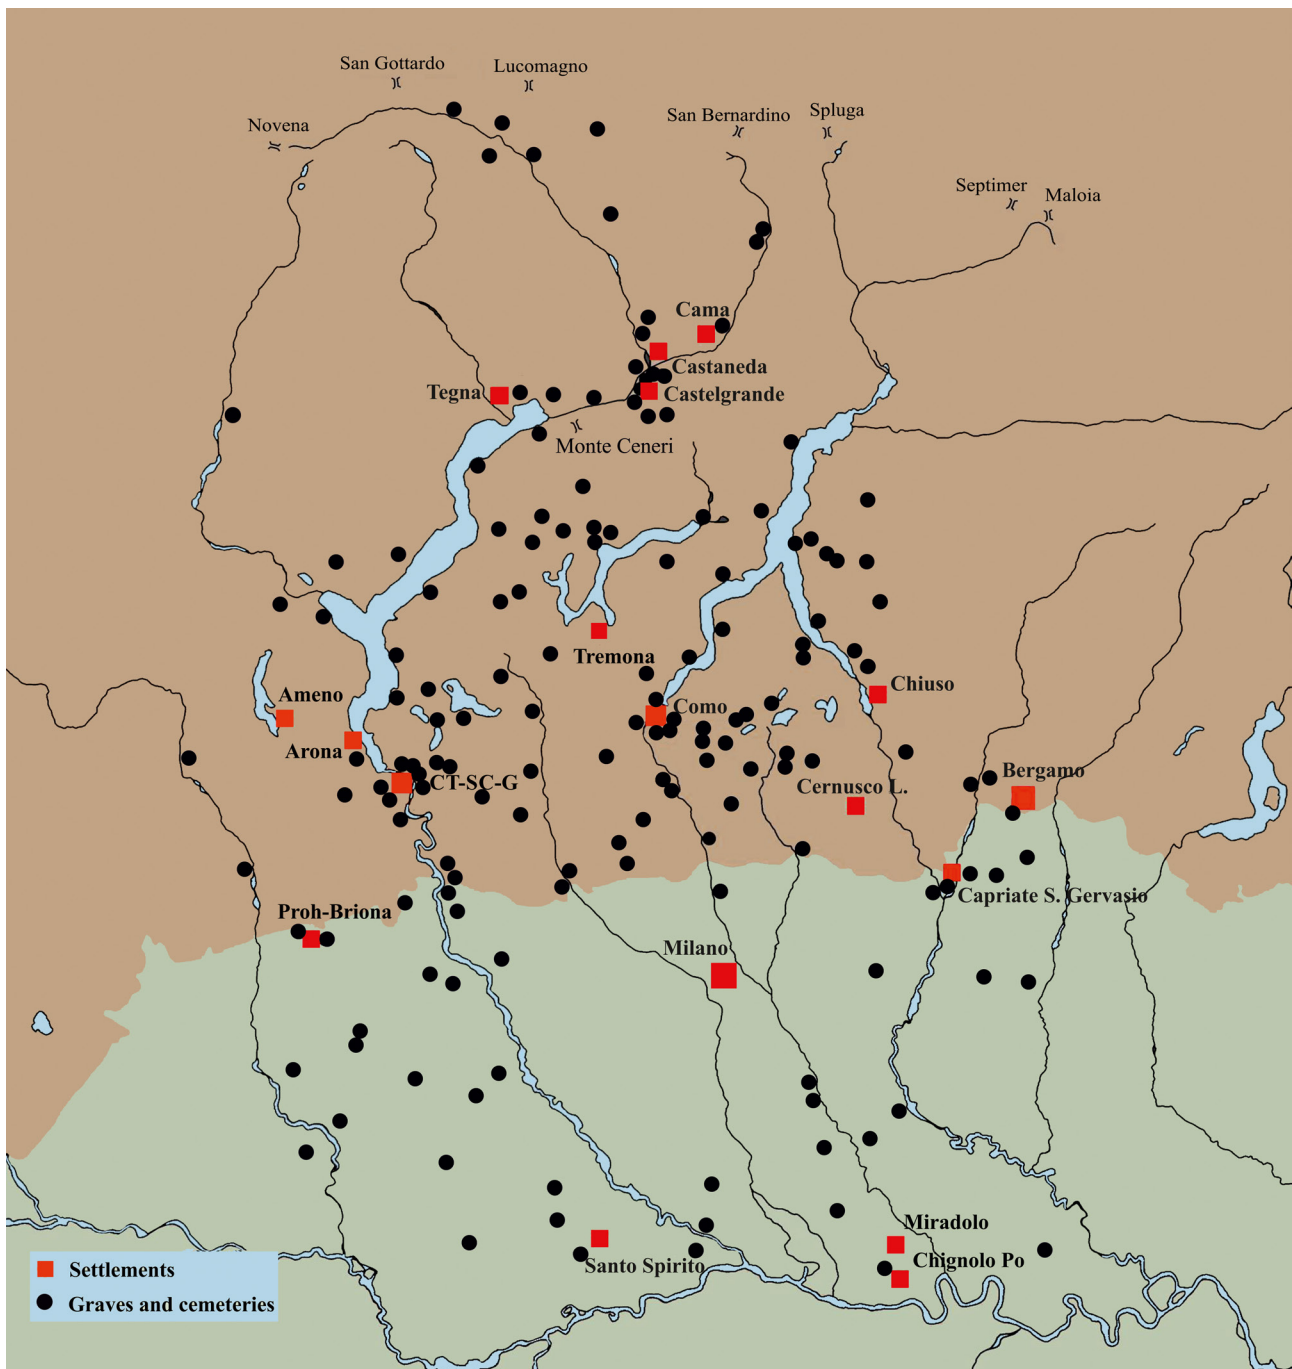 San Gottardo
Lucomagno
San Bernardino
Spluga
Novena
Septimer
Maloia
Cama
Castaneda
Tegna
Castelgrande
Monte Ceneri
Tremona
Chiuso
Ameno
Como
Arona
CT-SC-G
Bergamo
Cernusco L.
Capriate S. Gervasio
Proh-Briona
Milano
Miradolo
Santo Spirito
Chignolo Po
Settlements
Graves and cemeteries